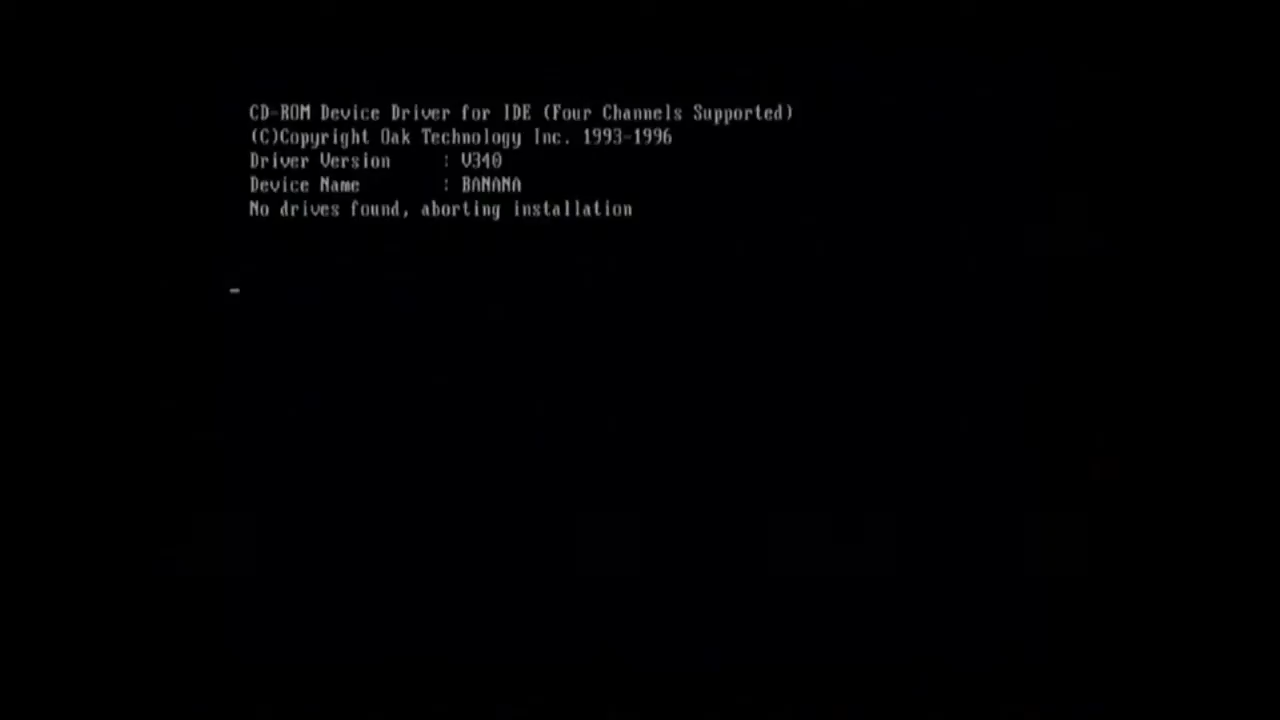 CD-ROM Device Driver for IDE (Four Channels Supported)
(C)Copyright Oak Technology Inc. 1993-1996
Driver Version : V340
Device Name : BANANA
No drives found, aborting installation